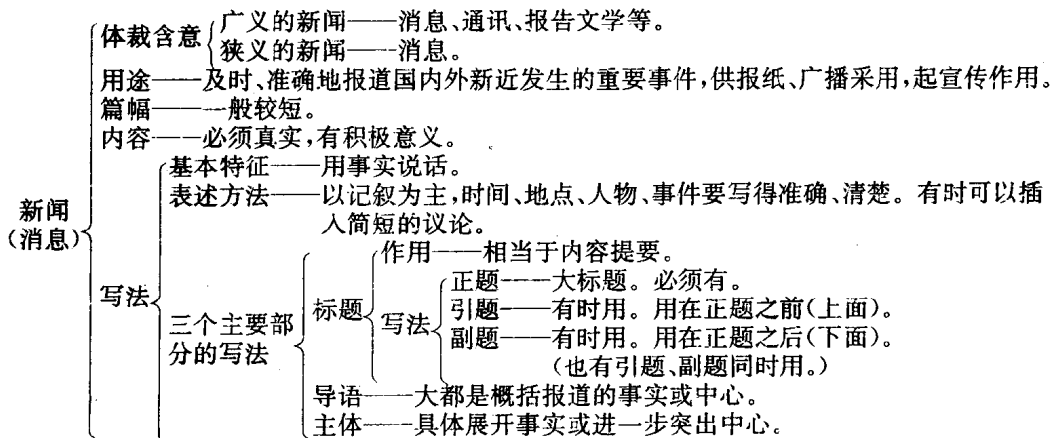 广义的新闻——消息、通讯、报告文学等。
体裁含意
狭义的新闻——消息。
用途——及时、准确地报道国内外新近发生的重要事件,供报纸、广播采用,起宣传作用。
篇幅——一般较短。
内容——必须真实,有积极意义。
基本特征——用事实说话。
表述方法——以记叙为主,时间、地点、人物、事件要写得准确、清楚。有时可以插
入简短的议论。
新闻
(消息)
写法
三个主要部
分的写法
标题
作用——相当于内容提要。
写法
正题——大标题。必须有。
引题——有时用。用在正题之前(上面)。
副题——有时用。用在正题之后(下面)。
(也有引题、副题同时用。)
导语——大都是概括报道的事实或中心。
主体——具体展开事实或进一步突出中心。